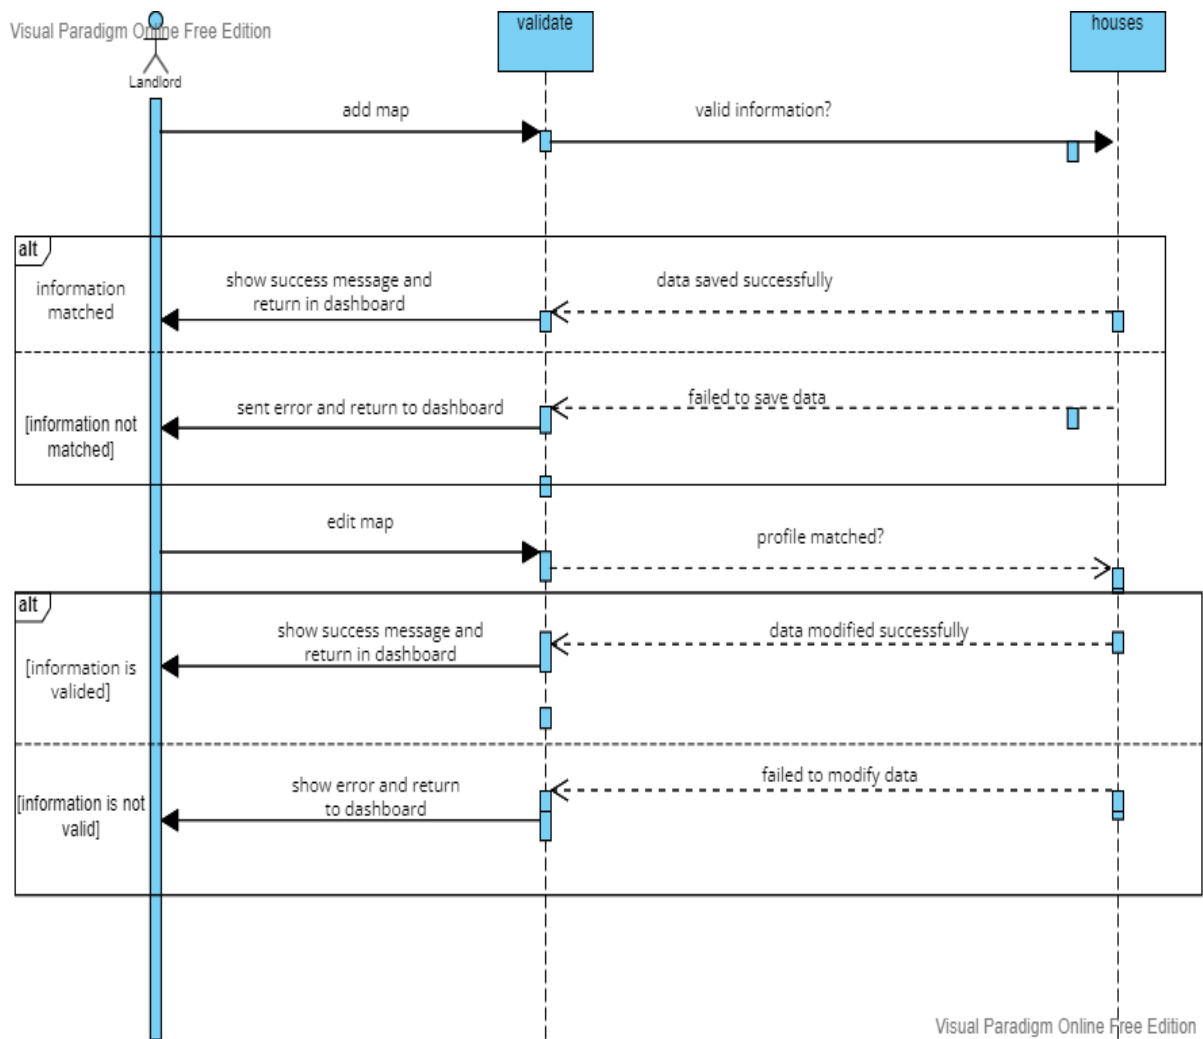 Visual Paradigm Online Free Edition
validate
houses
Landlord
add map
valid information?
alt
information
matched
show success message and
return in dashboard
data saved successfully
[information not
matched]
sent error and return to dashboard
failed to save data
edit map
profile matched?
alt
[information is
valided]
show success message and
return in dashboard
data modified successfully
[information is not
valid]
show error and return
to dashboard
failed to modify data
Visual Paradigm Online Free Edition